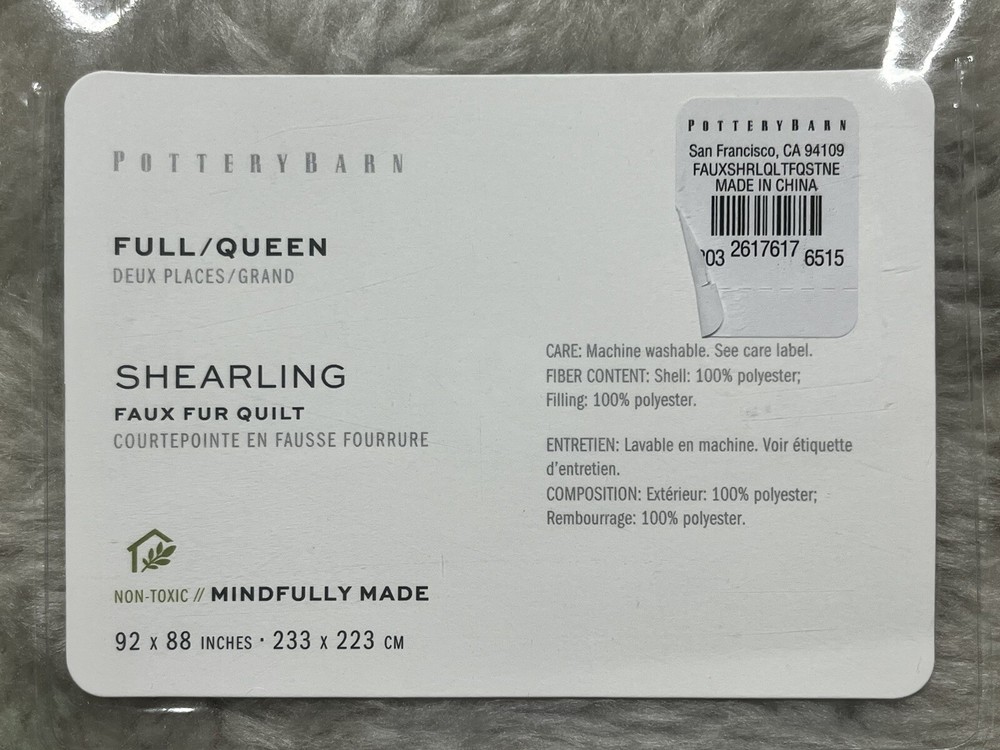 POTTERYBARN
FULL/QUEEN
DEUX PLACES/GRAND
SHEARLING
FAUX FUR QUILT
COURTEPOINTE EN FAUSSE FOURRURE
NON-TOXIC // MINDFULLY MADE
92 X 88 INCHES · 233 X 223 CM
POTTERYBARN
San Francisco, CA 94109
FAUXSHRLQLTFQSTNE
MADE IN CHINA
03 2617617 6515
CARE: Machine washable. See care label.
FIBER CONTENT: Shell: 100% polyester;
Filling: 100% polyester.
ENTRETIEN: Lavable en machine. Voir étiquette
d'entretien.
COMPOSITION: Extérieur: 100% polyester;
Rembourrage: 100% polyester.